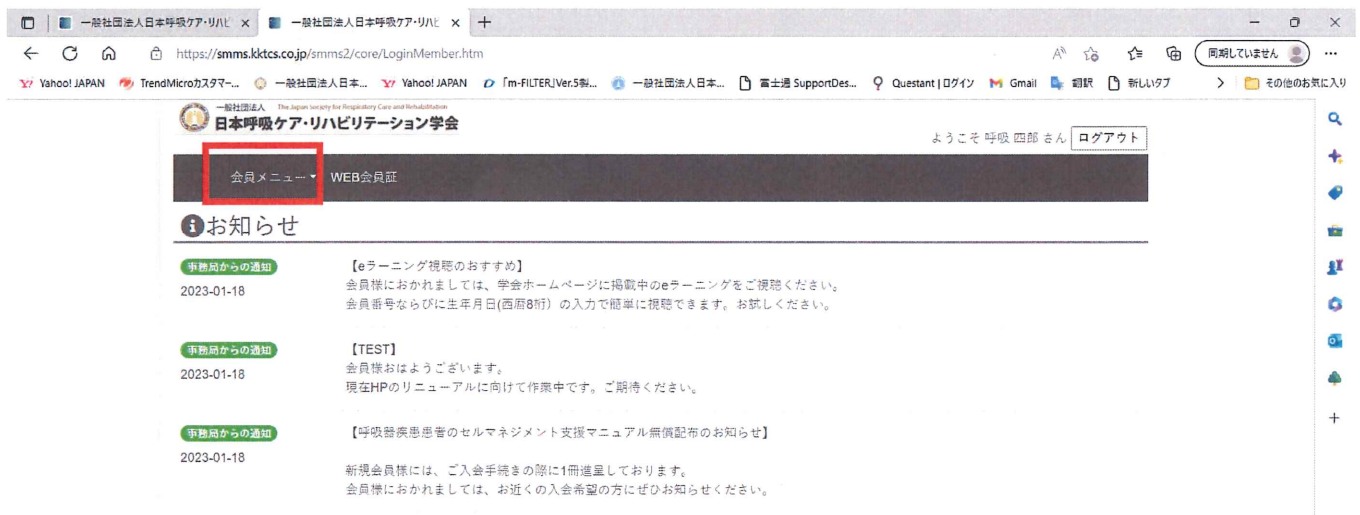 一般社団法人日本呼吸ケア・リハビ
一般社団法人日本呼吸ケア・リハビ
https://smms.kktcs.co.jp/smms2/core/LoginMember.htm
同期していません
Yahoo! JAPAN
TrendMicroカスタマー...
一般社団法人日本...
Yahoo! JAPAN
「m-FILTER」Ver.5製...
一般社団法人日本...
富士通 SupportDes...
Questant | ログイン
Gmail
翻訳
新しいタブ
その他のお気に入り
一般社団法人 The Japan Society for Respiratory Care and Rehabilitation
日本呼吸ケア・リハビリテーション学会
ようこそ 呼吸 四郎 さん ログアウト
会員メニュー WEB会員証
お知らせ
事務局からの通知
2023-01-18
【eラーニング視聴のおすすめ】
会員様におかれましては、学会ホームページに掲載中のeラーニングをご視聴ください。
会員番号ならびに生年月日(西暦8桁）の入力で簡単に視聴できます。お試しください。
事務局からの通知
2023-01-18
【TEST】
会員様おはようございます。
現在HPのリニューアルに向けて作業中です。ご期待ください。
事務局からの通知
2023-01-18
【呼吸器疾患患者のセルマネジメント支援マニュアル無償配布のお知らせ】
新規会員様には、ご入会手続きの際に1冊進呈しております。
会員様におかれましては、お近くの入会希望の方にぜひお知らせください。